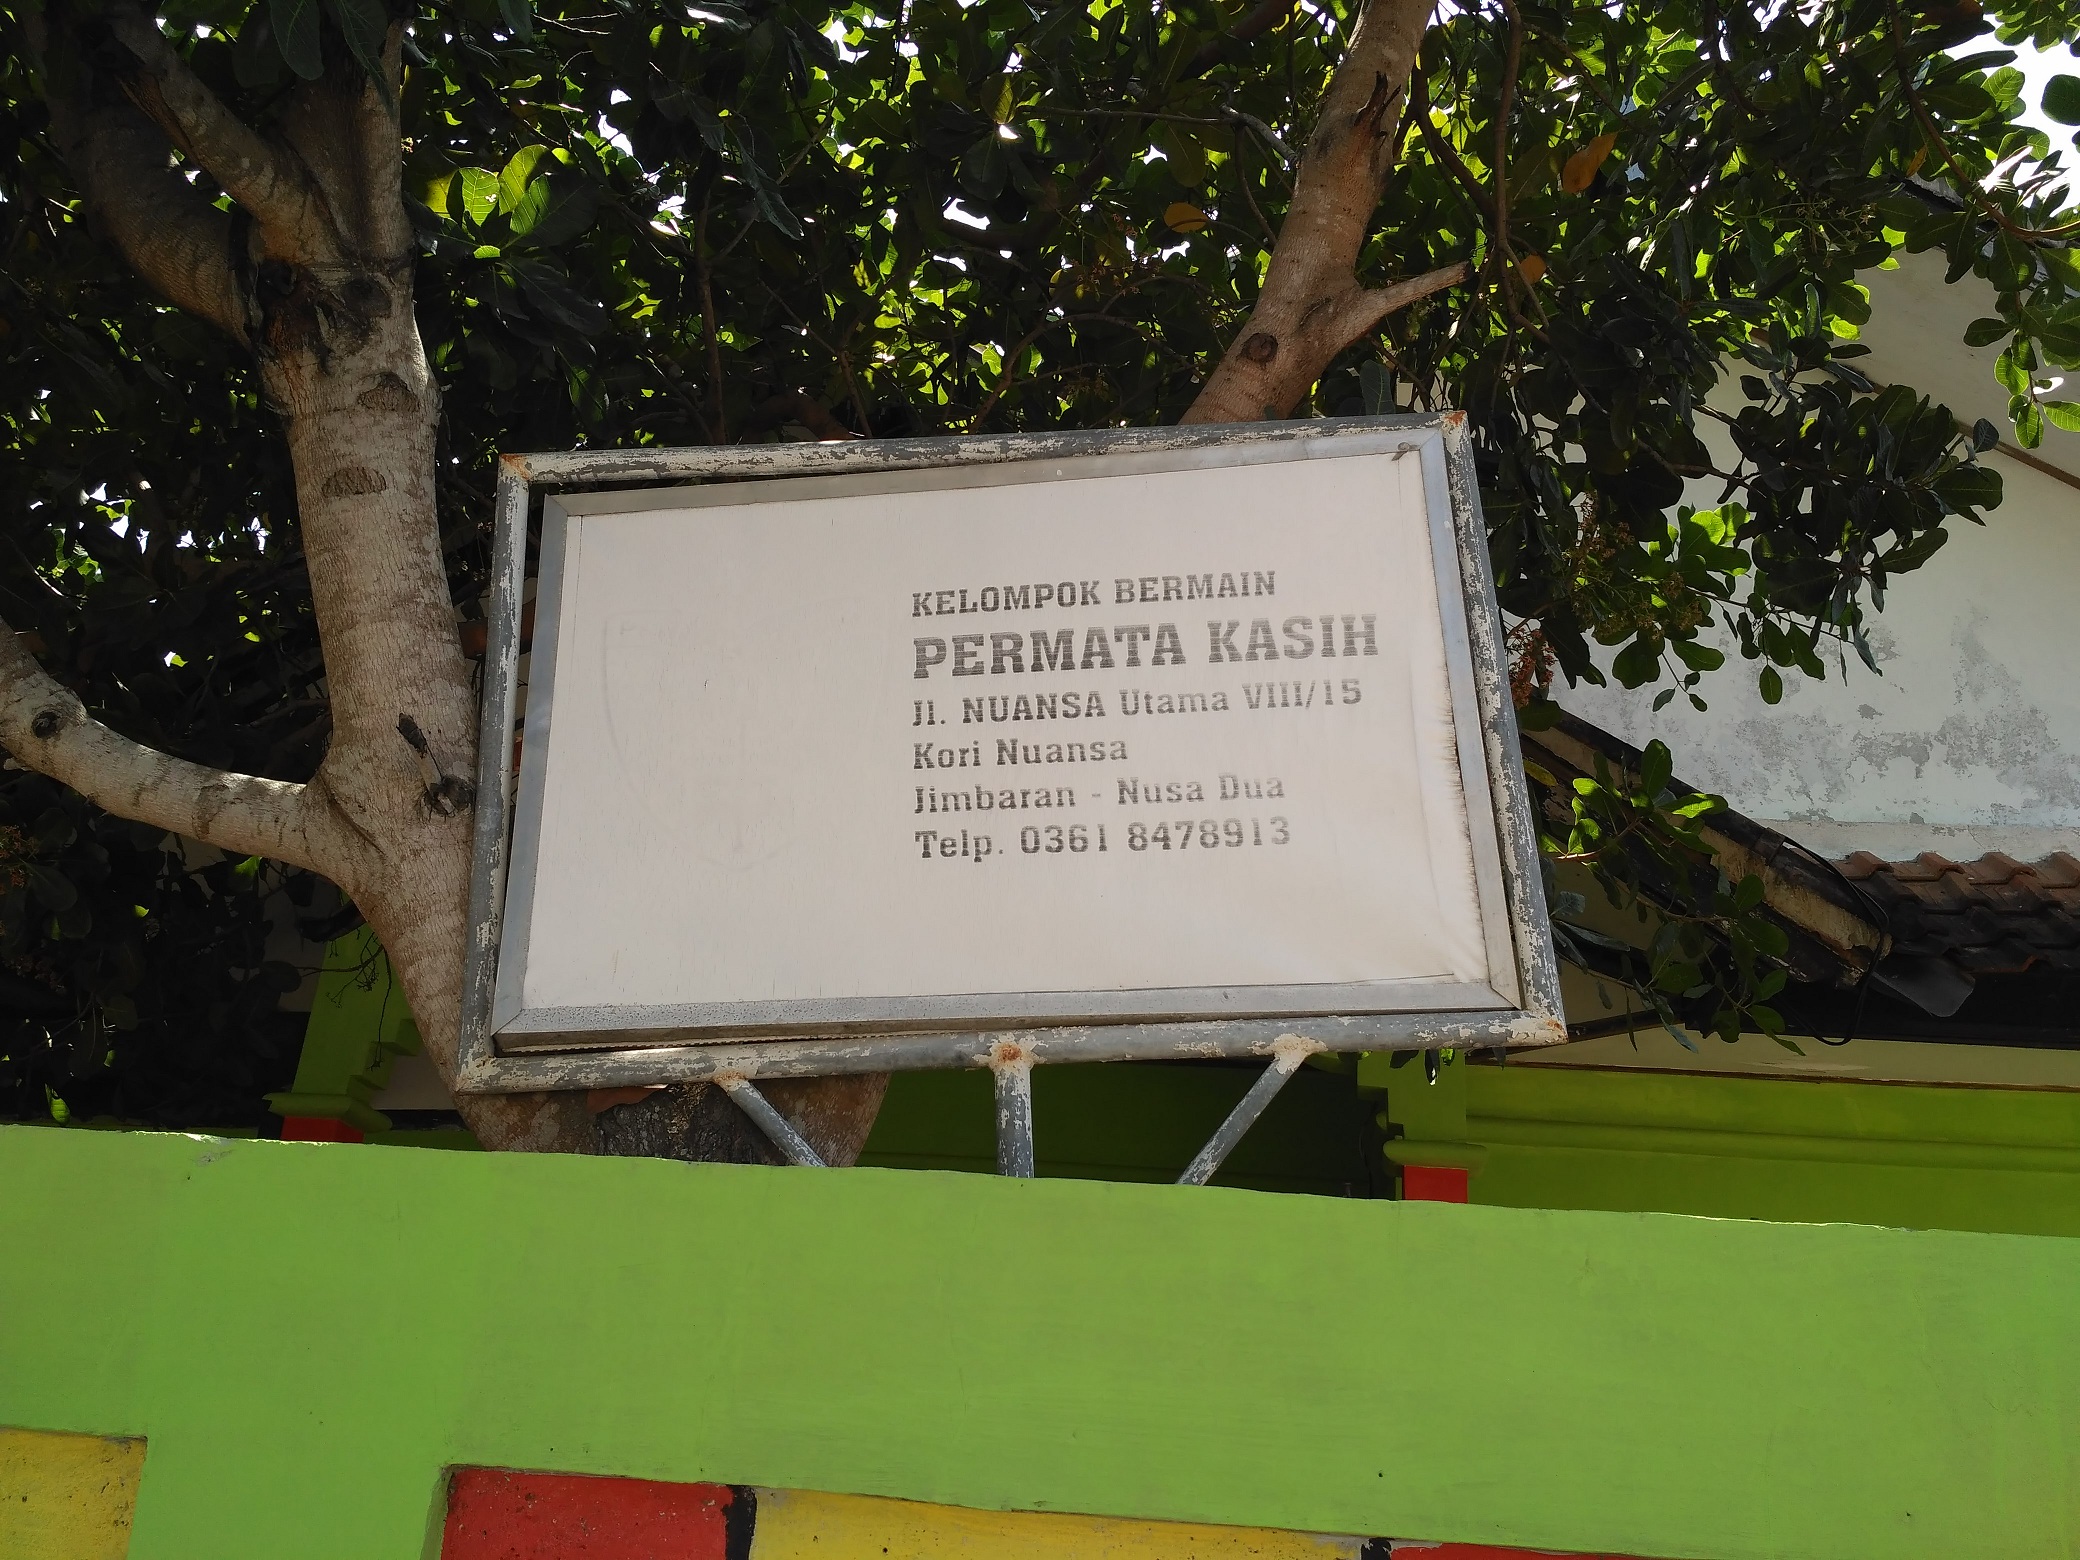 KELOMPOK BERMAIN
PERMATA KASIH
Jl. NUANSA Utama VIII/15
Kori Nuansa
Jimbaran - Nusa Dua
Telp. 0361 8478913